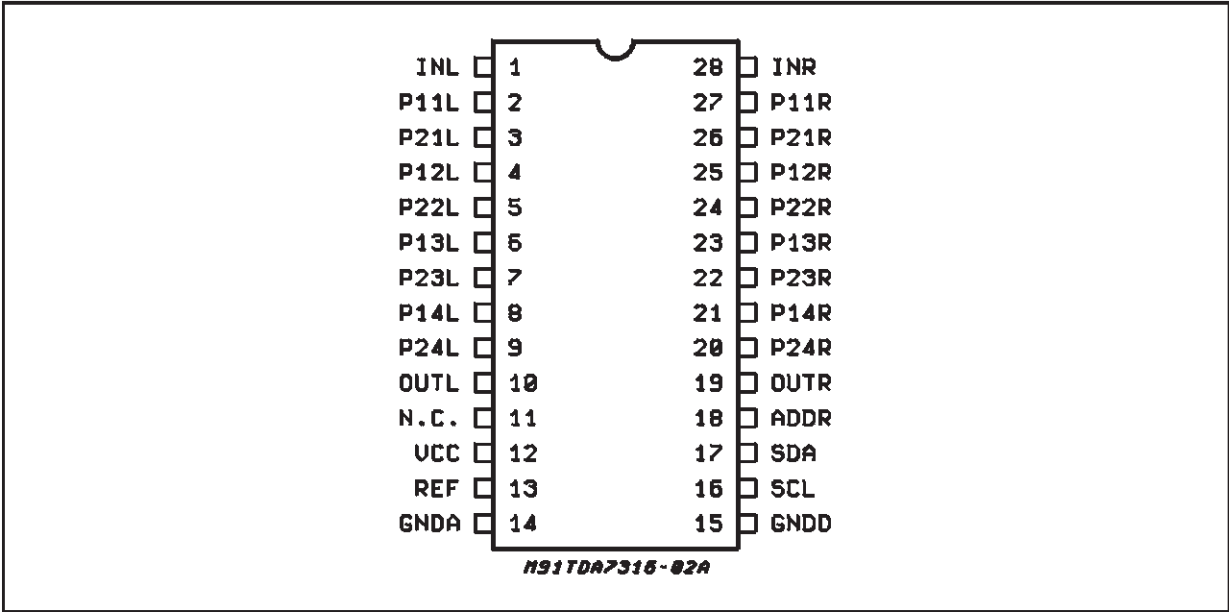 INL 1 28 INR
P11L 2 27 P11R
P21L 3 26 P21R
P12L 4 25 P12R
P22L 5 24 P22R
P13L 6 23 P13R
P23L 7 22 P23R
P14L 8 21 P14R
P24L 9 20 P24R
OUTL 10 19 OUTR
N.C. 11 18 ADDR
VCC 12 17 SDA
REF 13 16 SCL
GNDA 14 15 GNDD
M91TDA7316-02A